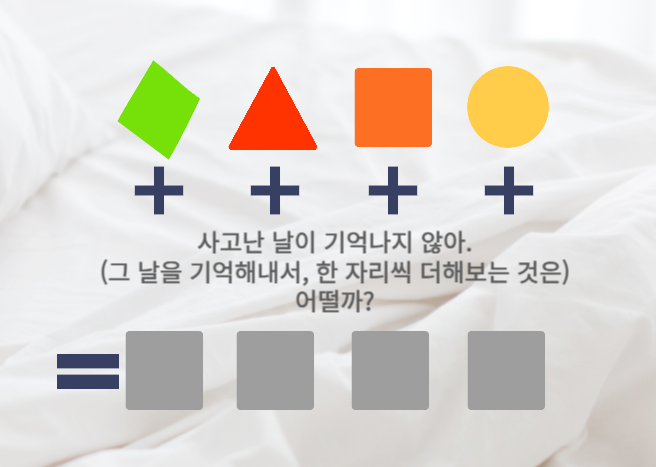 + + + +
사고난 날이 기억나지 않아.
(그 날을 기억해내서, 한 자리씩 더해보는 것은)
어떨까?
=